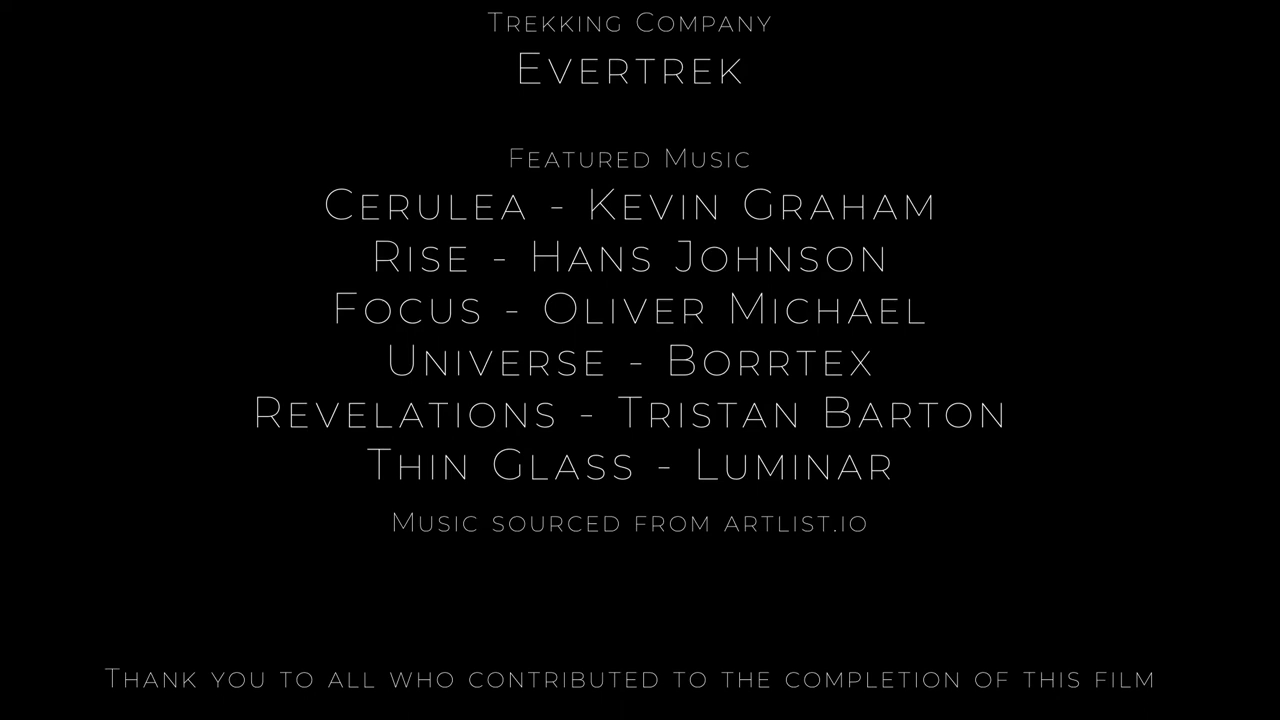 Trekking Company
Evertrek
Featured Music
Cerulea - Kevin Graham
Rise - Hans Johnson
Focus - Oliver Michael
Universe - Borrtex
Revelations - Tristan Barton
Thin Glass - Luminar
Music sourced from artlist.io
Thank you to all who contributed to the completion of this film